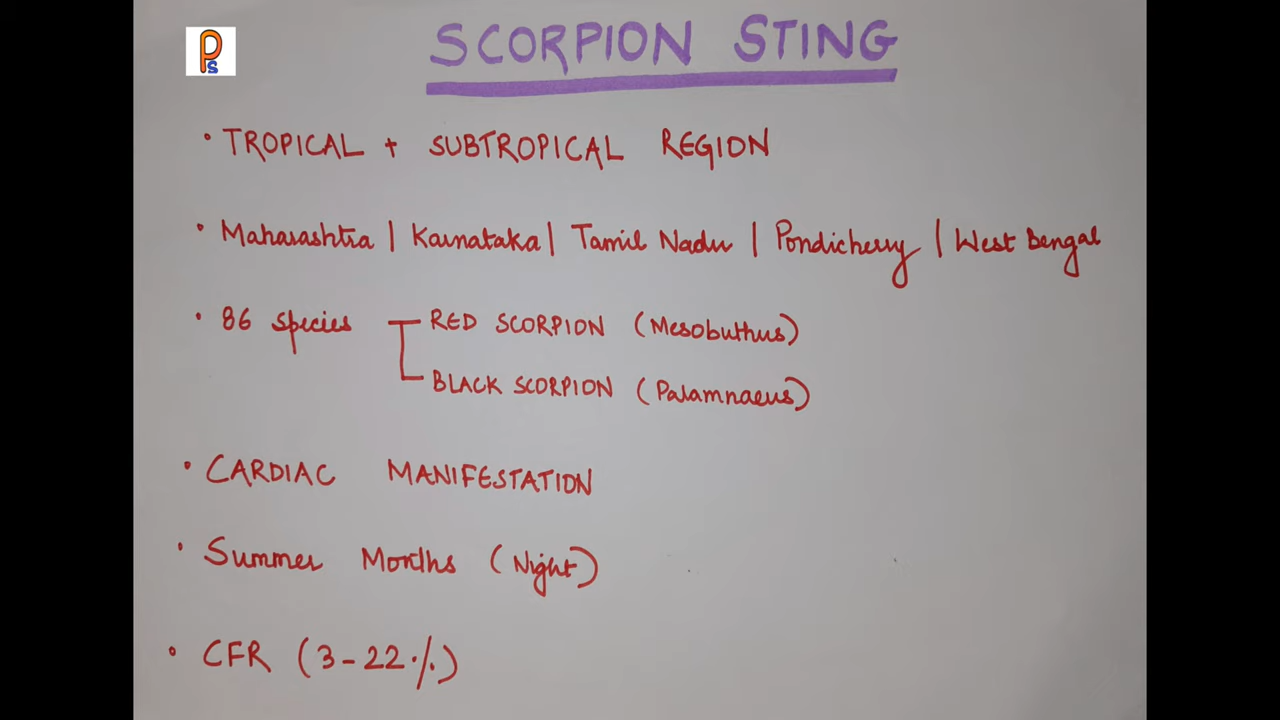 Ps
SCORPION STING
• TROPICAL + SUBTROPICAL REGION
• Maharashtra | Karnataka | Tamil Nadu | Pondicherry | West Bengal
• 86 species
RED SCORPION (Mesobuthus)
BLACK SCORPION (Palamnaeus)
• CARDIAC MANIFESTATION
• Summer Months (Night)
• CFR (3-22%)